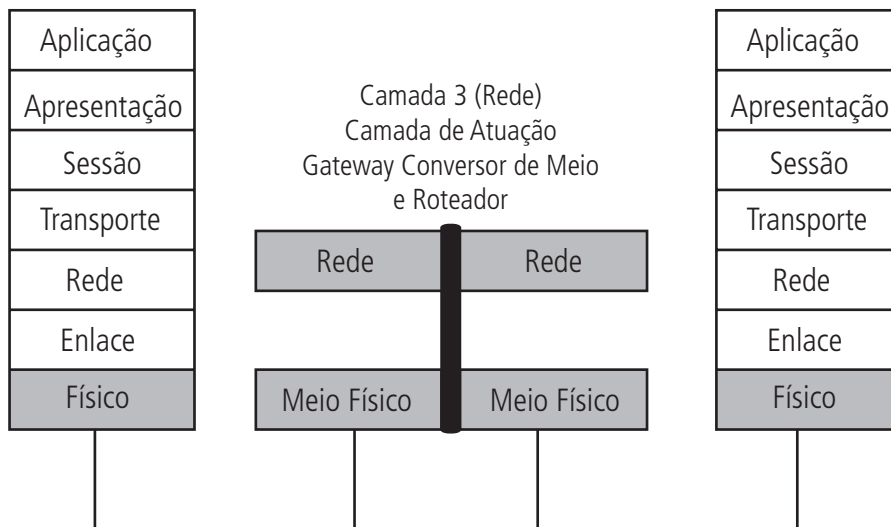 Aplicação
Apresentação
Sessão
Transporte
Rede
Enlace
Físico
Camada 3 (Rede)
Camada de Atuação
Gateway Conversor de Meio
e Roteador
Rede
Rede
Meio Físico
Meio Físico
Aplicação
Apresentação
Sessão
Transporte
Rede
Enlace
Físico